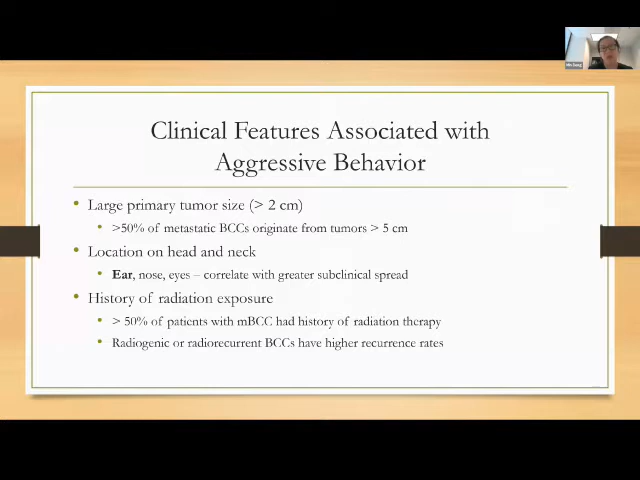 Clinical Features Associated with
Aggressive Behavior
• Large primary tumor size (> 2 cm)
• >50% of metastatic BCCs originate from tumors > 5 cm
• Location on head and neck
• Ear, nose, eyes – correlate with greater subclinical spread
• History of radiation exposure
• > 50% of patients with mBCC had history of radiation therapy
• Radiogenic or radiorecurrent BCCs have higher recurrence rates